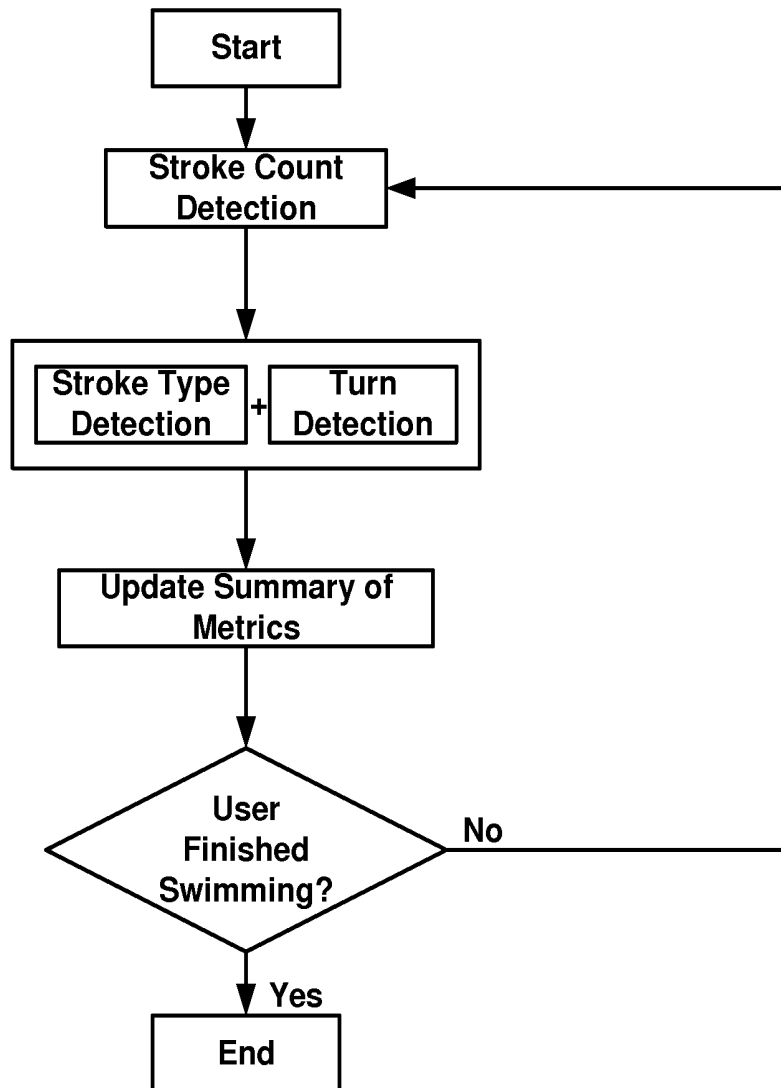 Start
Stroke Count
Detection
Stroke Type
Detection
+
Turn
Detection
Update Summary of
Metrics
User
Finished
Swimming?
No
Yes
End